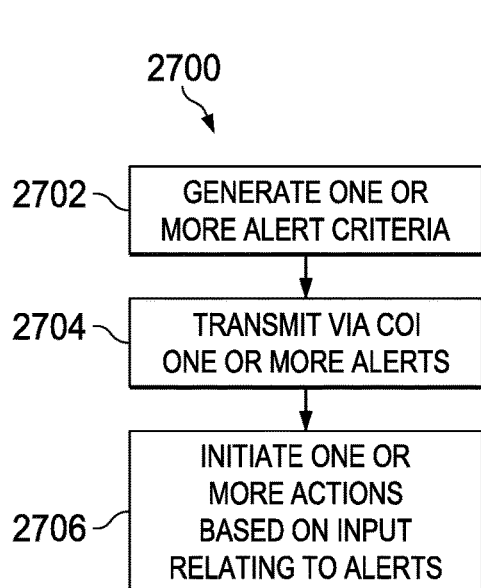 2700
2702
GENERATE ONE OR
MORE ALERT CRITERIA
2704
TRANSMIT VIA COI
ONE OR MORE ALERTS
2706
INITIATE ONE OR
MORE ACTIONS
BASED ON INPUT
RELATING TO ALERTS